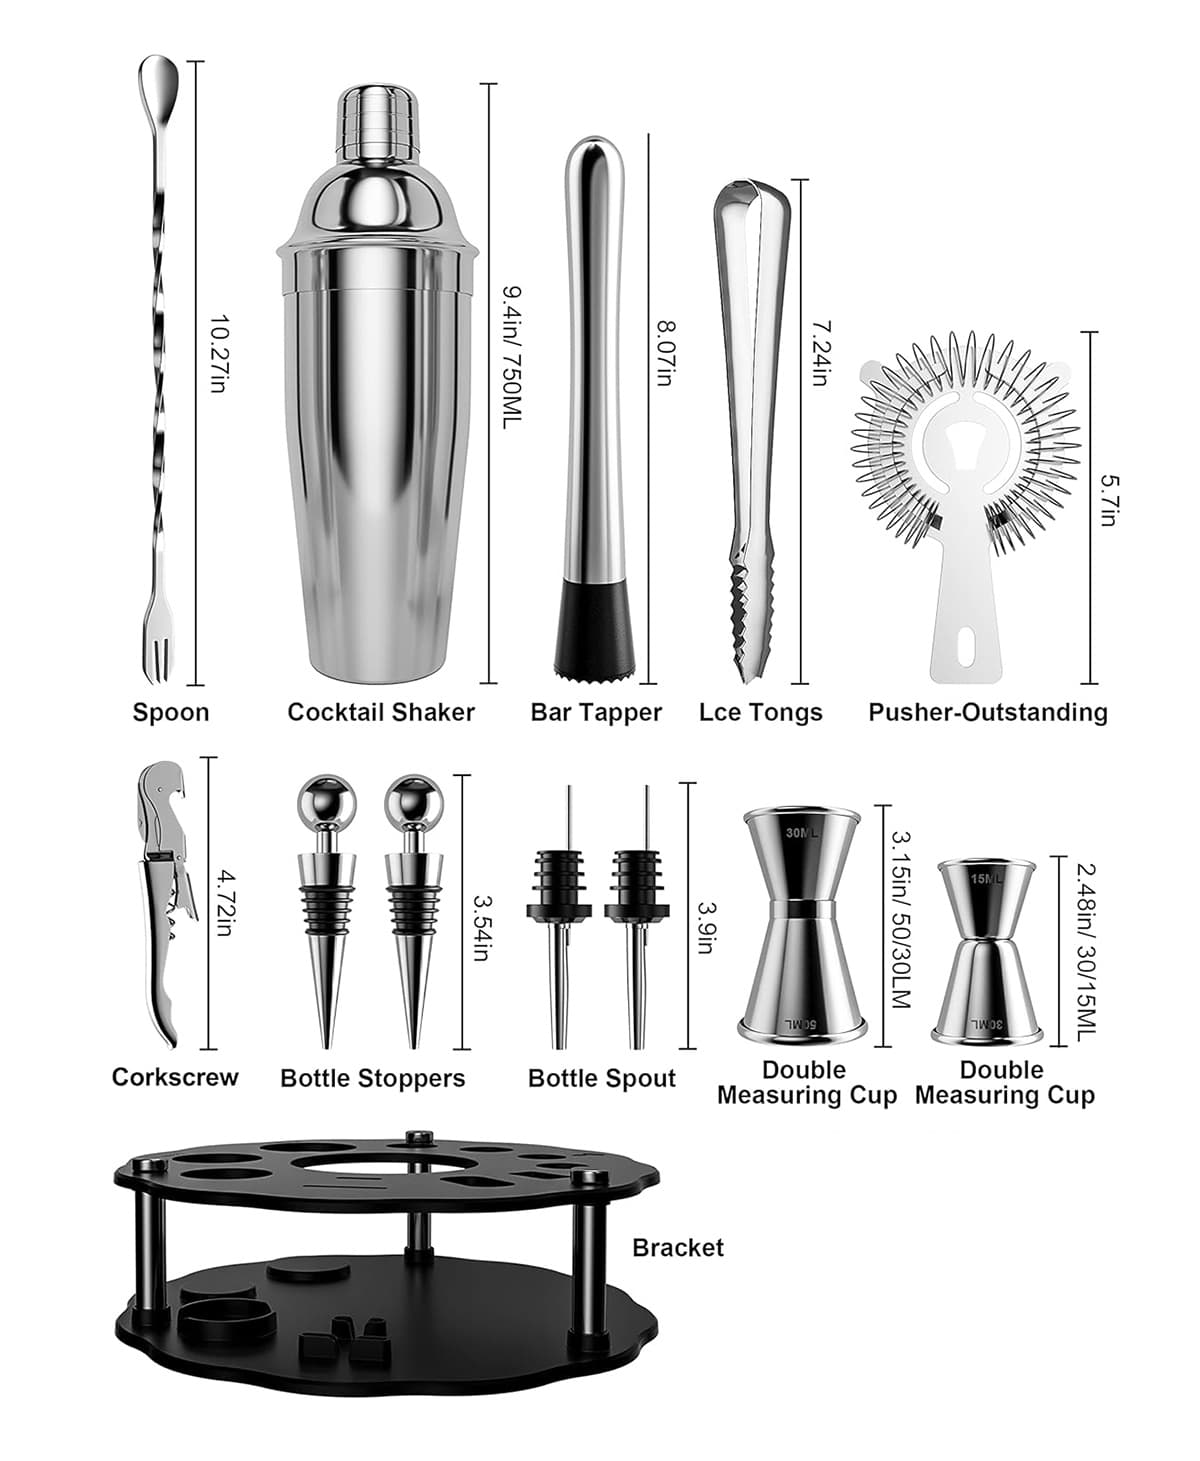 10.27in
9.4in/ 750ML
8.07in
7.24in
5.7in
Spoon
Cocktail Shaker
Bar Tapper
Lce Tongs
Pusher-Outstanding
4.72in
3.54in
3.9in
30ML
50ML
3.15in/ 50/30LM
15ML
30ML
2.48in/ 30/15ML
Corkscrew
Bottle Stoppers
Bottle Spout
Double
Measuring Cup
Double
Measuring Cup
Bracket